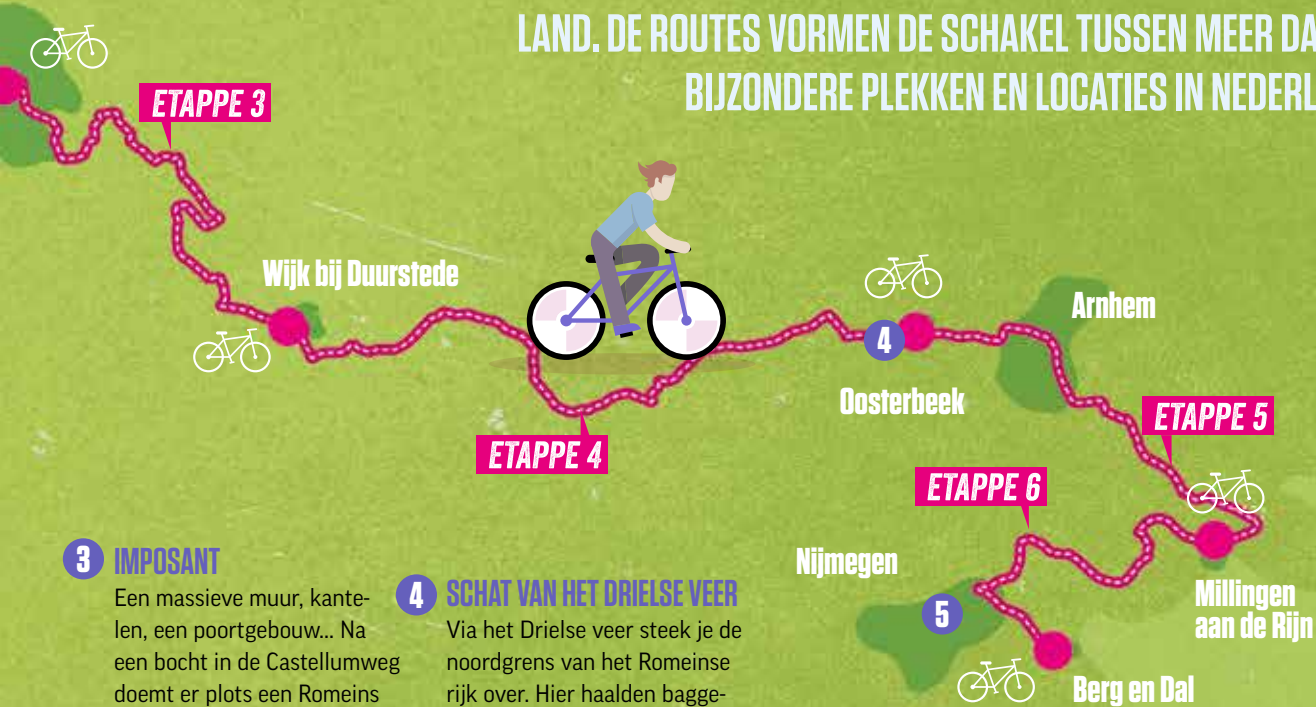 LAND. DE ROUTES VORMEN DE SCHAKEL TUSSEN MEER DA
BIJZONDERE PLEKKEN EN LOCATIES IN NEDERL
ETAPPE 3
Wijk bij Duurstede
Arnhem
4
Oosterbeek
ETAPPE 4
ETAPPE 5
ETAPPE 6
Nijmegen
5
Millingen
aan de Rijn
Berg en Dal
3 IMPOSANT
Een massieve muur, kante-
len, een poortgebouw... Na
een bocht in de Castellumweg
doemt er plots een Romeins
4 SCHAT VAN HET DRIELSE VEER
Via het Drielse veer steek je de
noordgrens van het Romeinse
rijk over. Hier haalden bagge-